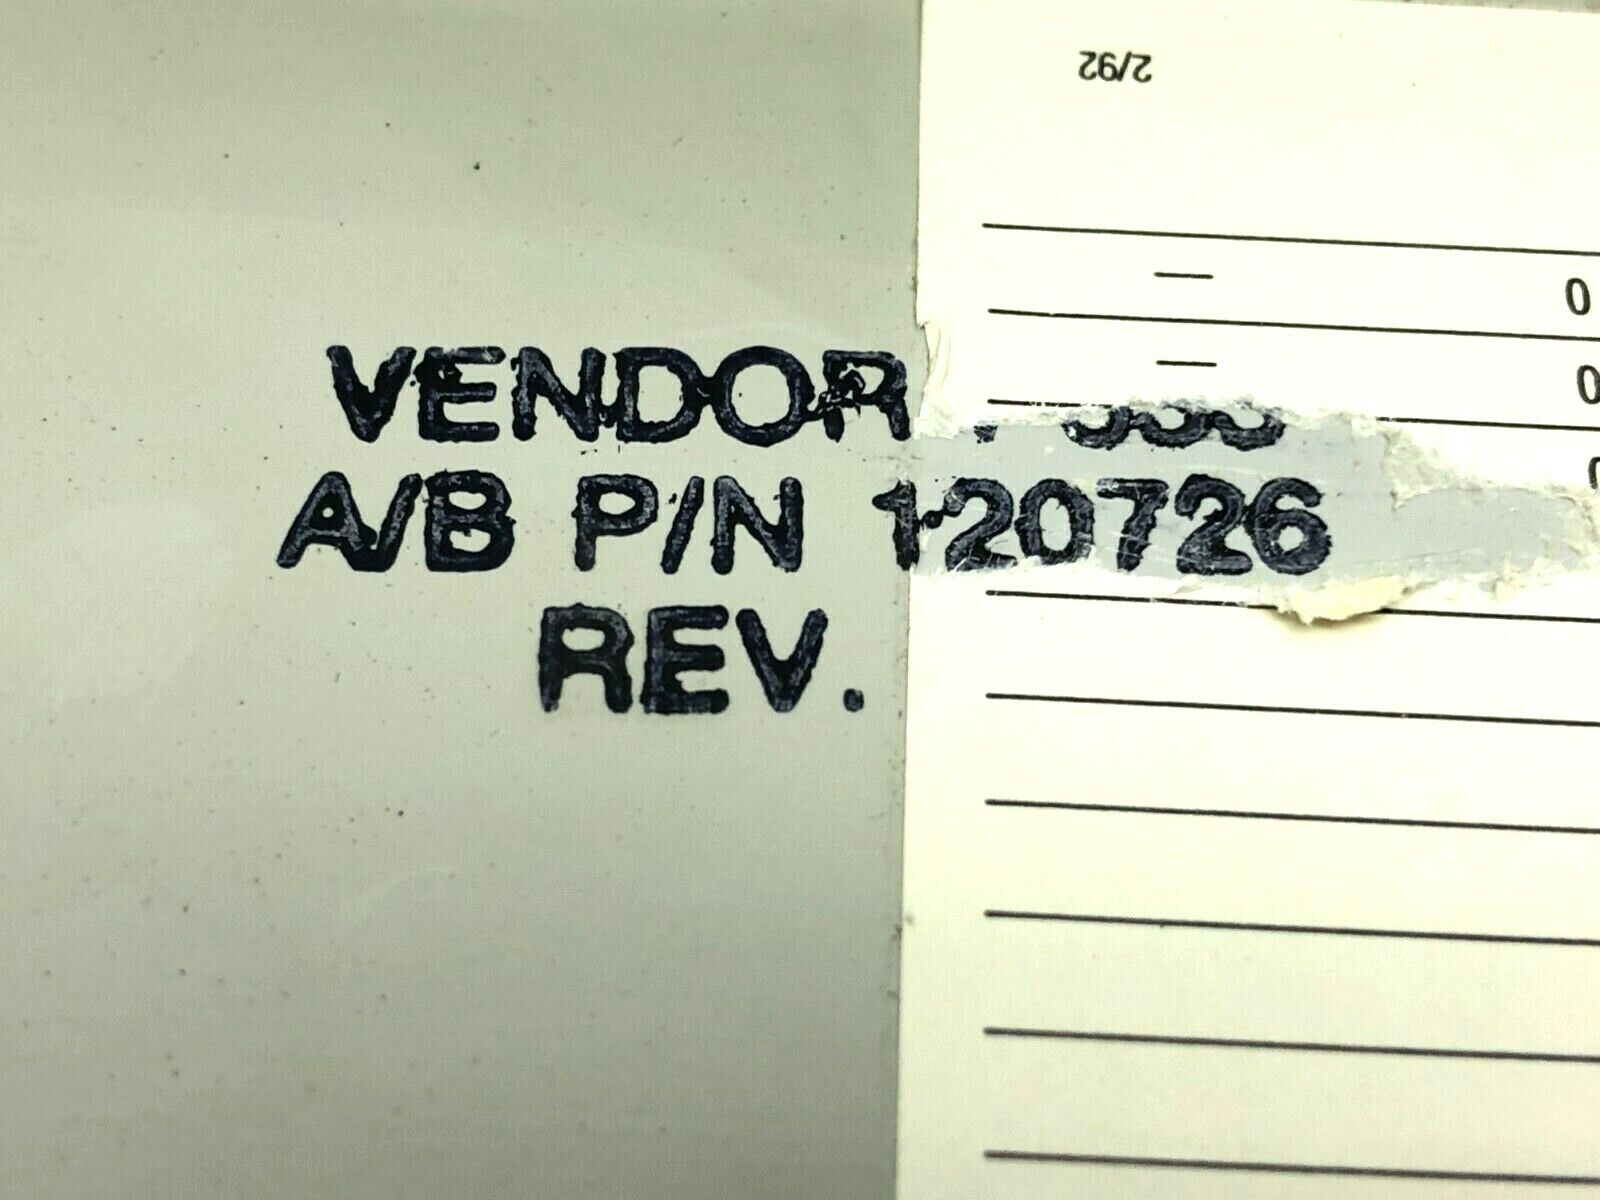 2/92
— 0
— 0
VENDOR
A/B P/N 120726
REV.